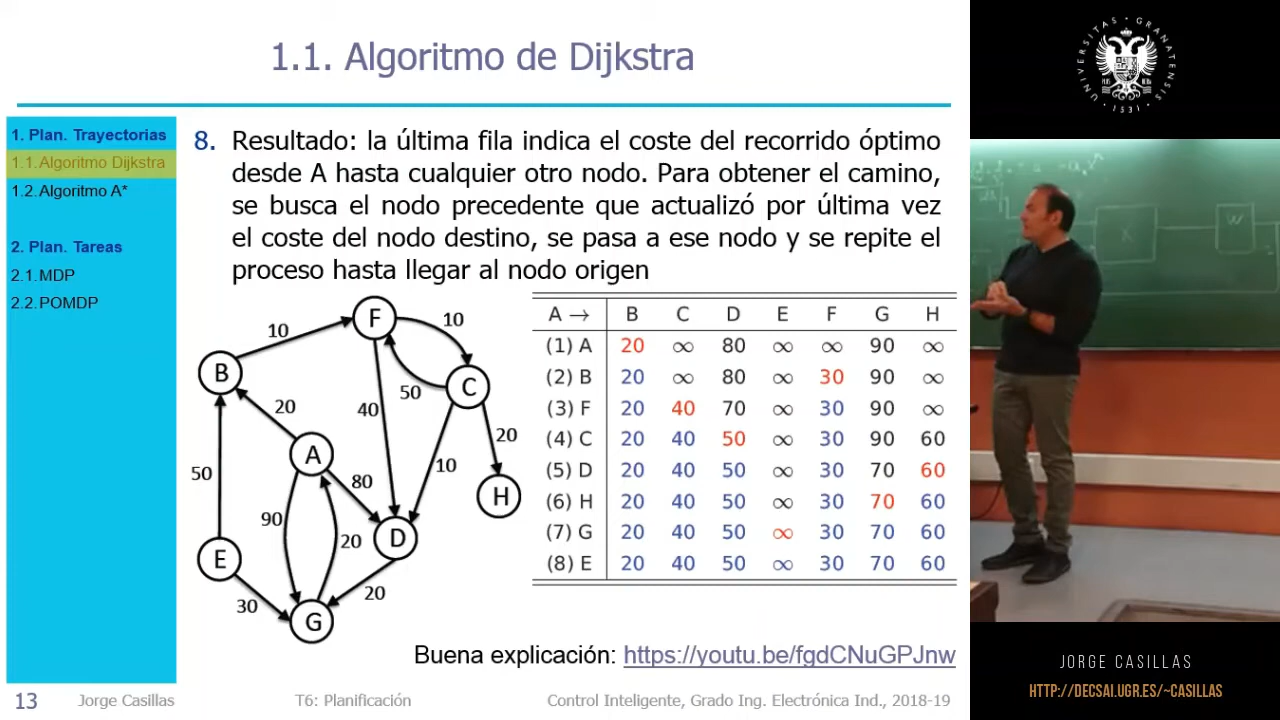 1.1. Algoritmo de Dijkstra
1. Plan. Trayectorias
1.1. Algoritmo Dijkstra
1.2. Algoritmo A*
2. Plan. Tareas
2.1. MDP
2.2. POMDP
8. Resultado: la última fila indica el coste del recorrido óptimo
desde A hasta cualquier otro nodo. Para obtener el camino,
se busca el nodo precedente que actualizó por última vez
el coste del nodo destino, se pasa a ese nodo y se repite el
proceso hasta llegar al nodo origen
F
10
10
B
50
C
20
40
20
A
10
50
80
H
90
20
D
E
30
20
G
A → B C D E F G H
(1) A 20 ∞ 80 ∞ ∞ 90 ∞
(2) B 20 ∞ 80 ∞ 30 90 ∞
(3) F 20 40 70 ∞ 30 90 ∞
(4) C 20 40 50 ∞ 30 90 60
(5) D 20 40 50 ∞ 30 70 60
(6) H 20 40 50 ∞ 30 70 60
(7) G 20 40 50 ∞ 30 70 60
(8) E 20 40 50 ∞ 30 70 60
Buena explicación: https://youtu.be/fgdCNuGPJnw
13 Jorge Casillas T6: Planificación Control Inteligente, Grado Ing. Electrónica Ind., 2018-19
UNIVERSITAS GRANATENSIS
1531
K
W
JORGE CASILLAS
HTTP://DECSAI.UGR.ES/~CASILLAS